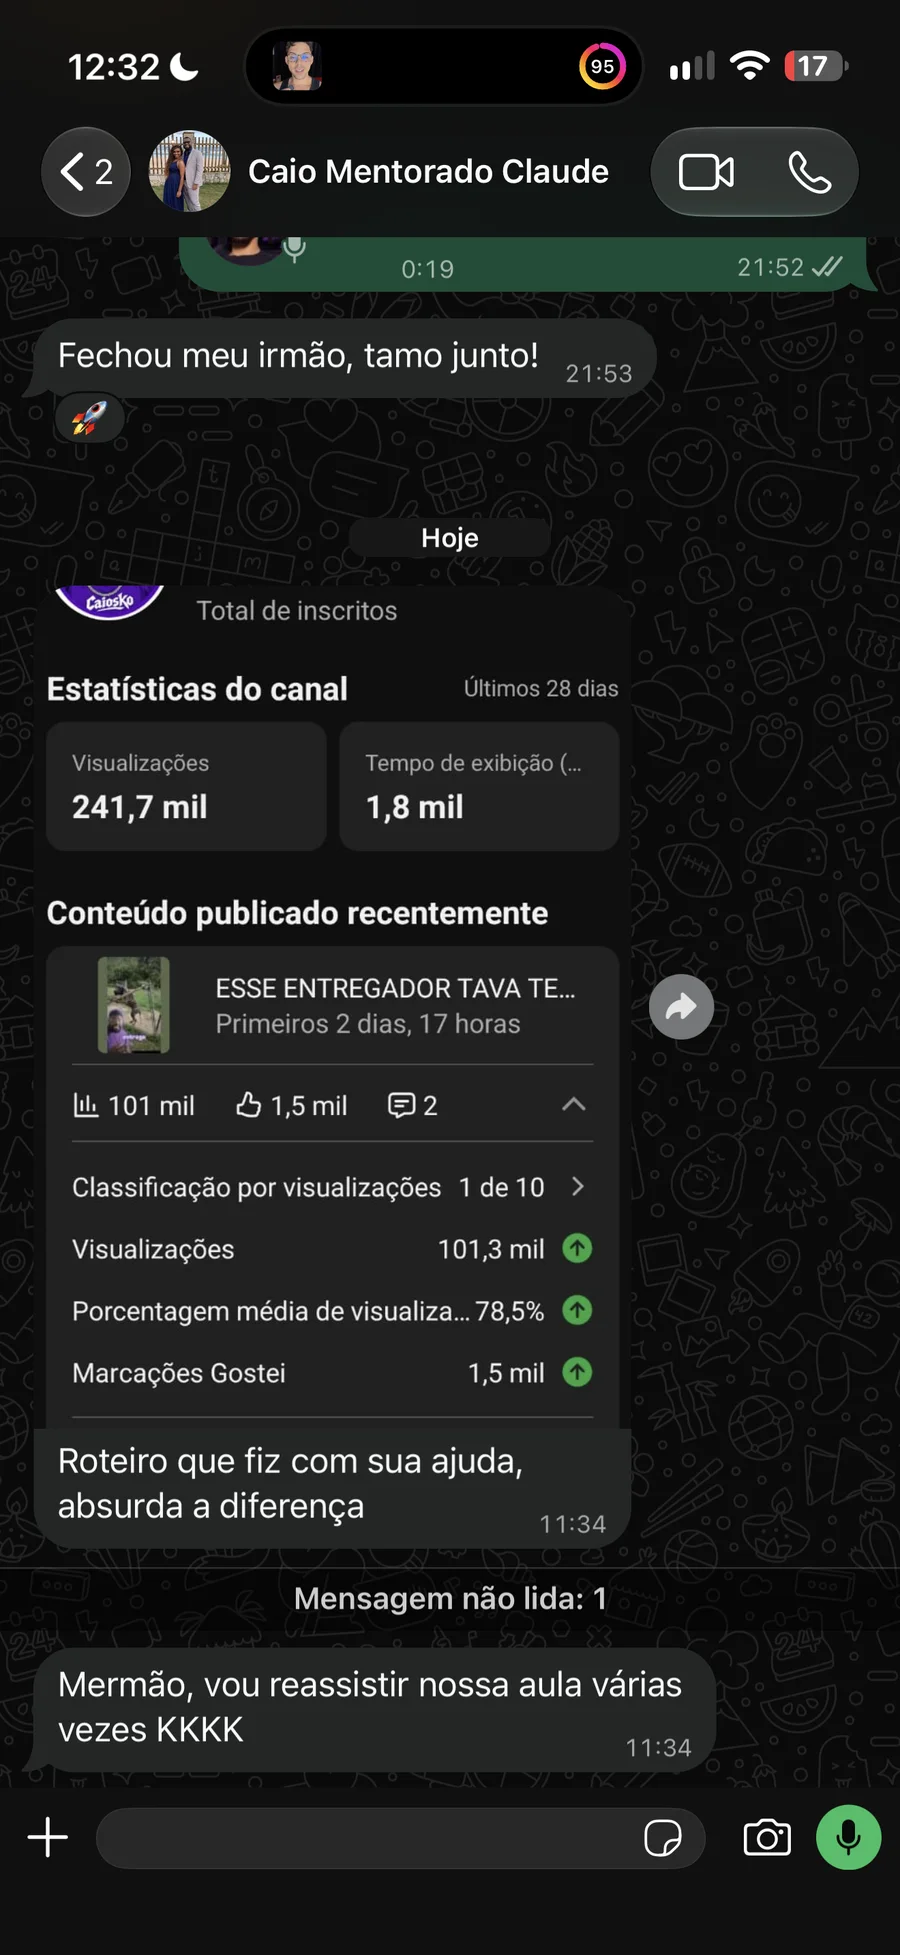 12:32
95
17
2
Caio Mentorado Claude
0:19
21:52
Fechou meu irmão, tamo junto!
21:53
Hoje
Caiosko
Total de inscritos
Estatísticas do canal
Últimos 28 dias
Visualizações
Tempo de exibição (...
241,7 mil
1,8 mil
Conteúdo publicado recentemente
ESSE ENTREGADOR TAVA TE...
Primeiros 2 dias, 17 horas
entrega
101 mil
1,5 mil
2
Classificação por visualizações 1 de 10
Visualizações 101,3 mil
Porcentagem média de visualiza... 78,5%
Marcações Gostei 1,5 mil
Roteiro que fiz com sua ajuda,
absurda a diferença
11:34
Mensagem não lida: 1
Mermão, vou reassistir nossa aula várias
vezes KKKK
11:34